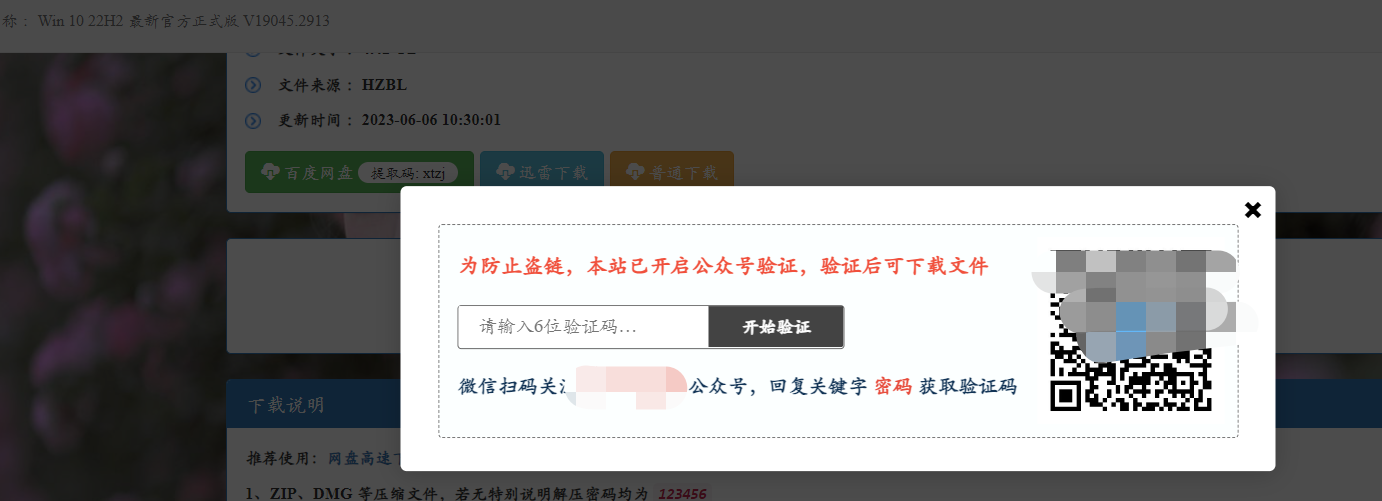 称： Win 10 22H2 最新官方正式版 V19045.2913
文件来源： HZBL
更新时间： 2023-06-06 10:30:01
百度网盘 提取码: xtzj 迅雷下载 普通下载
为防止盗链，本站已开启公众号验证，验证后可下载文件
请输入6位验证码... 开始验证
微信扫码关 公众号，回复关键字 密码 获取验证码
下载说明
推荐使用： 网盘高速
1、ZIP、DMG 等压缩文件，若无特别说明解压密码均为 123456